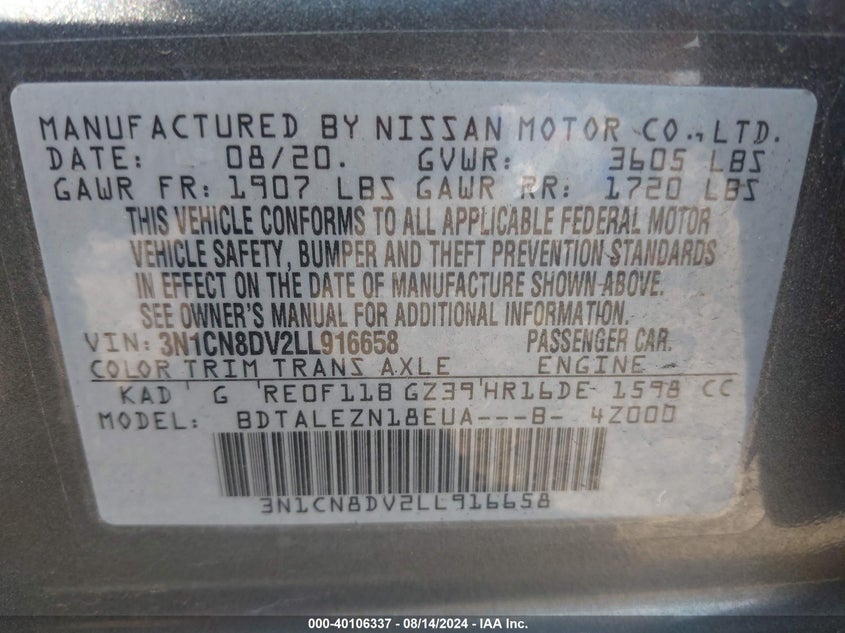 MANUFACTURED BY NISSAN MOTOR CO., LTD.
DATE: 08/20. GVWR: 3605 LBS
GAWR FR: 1907 LBS GAWR RR: 1720 LBS
THIS VEHICLE CONFORMS TO ALL APPLICABLE FEDERAL MOTOR
VEHICLE SAFETY, BUMPER AND THEFT PREVENTION STANDARDS
IN EFFECT ON THE DATE OF MANUFACTURE SHOWN ABOVE.
SEE OWNER'S MANUAL FOR ADDITIONAL INFORMATION.
VIN: 3N1CN8DV2LL916658 PASSENGER CAR.
COLOR TRIM TRANS AXLE ENGINE
KAD G RE0F11B GZ39 HR16DE 1598 CC
MODEL: BDTALEZN18EUA---B- 4Z000
3N1CN8DV2LL916658
000-40106337 - 08/14/2024 - IAA Inc.